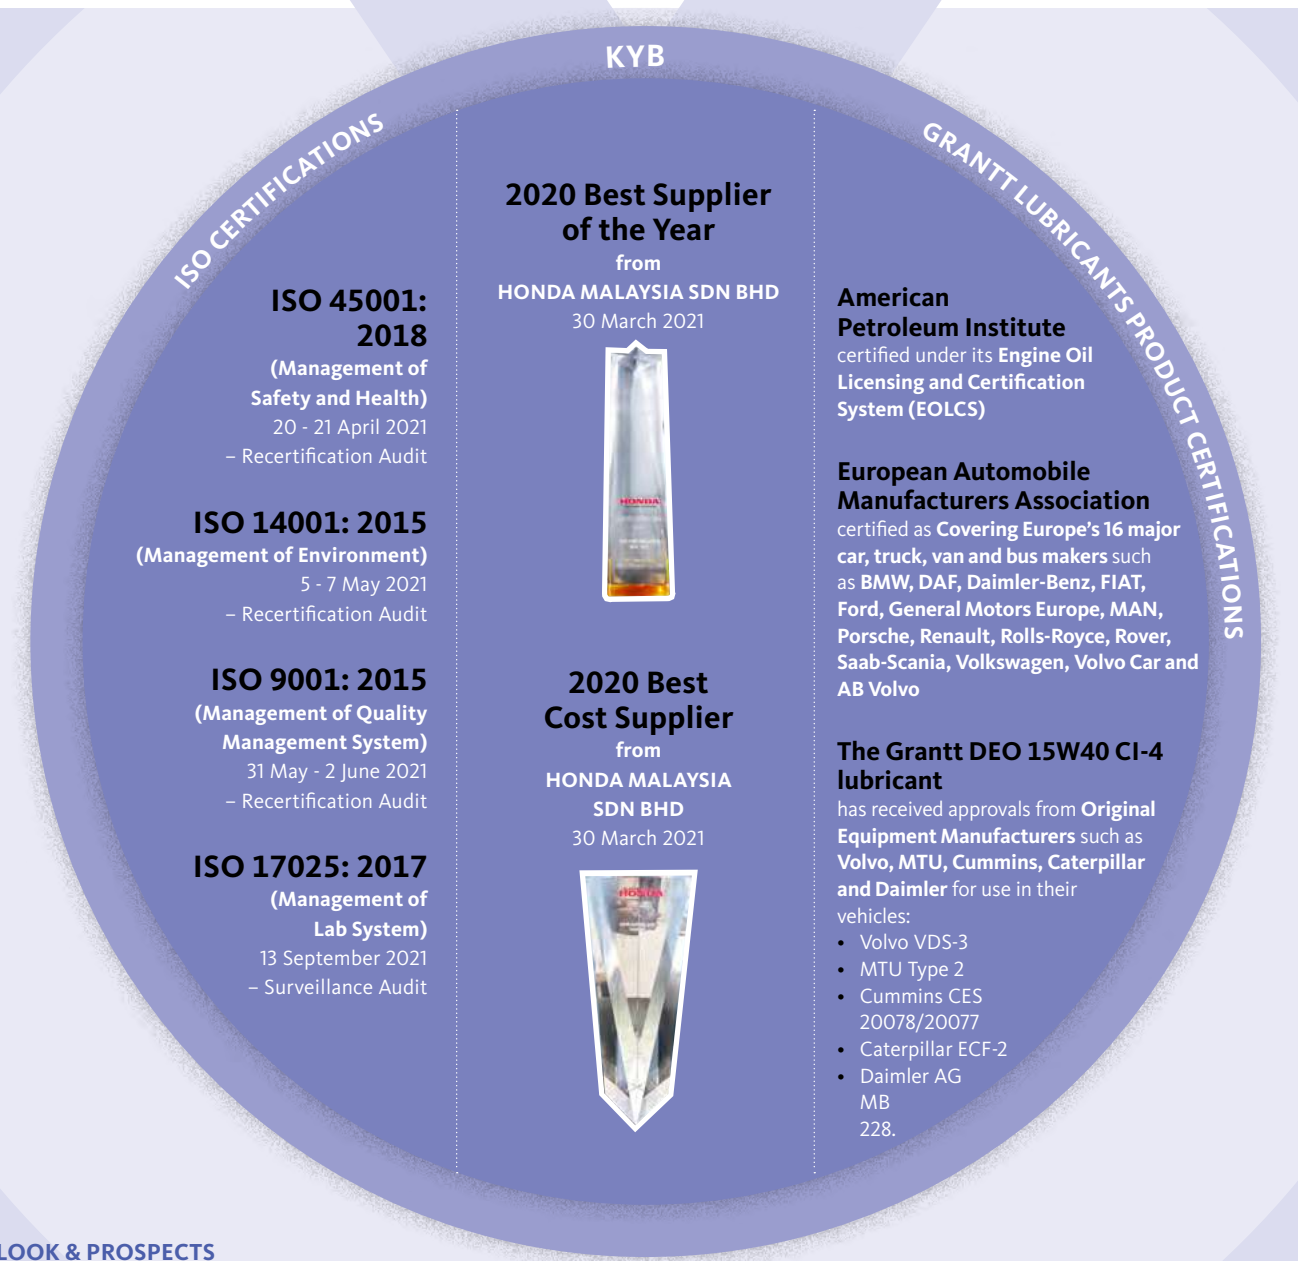 KYB
ISO CERTIFICATIONS
ISO 45001:
2018
(Management of
Safety and Health)
20 - 21 April 2021
– Recertification Audit
ISO 14001: 2015
(Management of Environment)
5 - 7 May 2021
– Recertification Audit
ISO 9001: 2015
(Management of Quality
Management System)
31 May - 2 June 2021
– Recertification Audit
ISO 17025: 2017
(Management of
Lab System)
13 September 2021
– Surveillance Audit
2020 Best Supplier
of the Year
from
HONDA MALAYSIA SDN BHD
30 March 2021
HONDA
2020 Best
Cost Supplier
from
HONDA MALAYSIA
SDN BHD
30 March 2021
HONDA
GRANTT LUBRICANTS PRODUCT CERTIFICATIONS
American
Petroleum Institute
certified under its Engine Oil
Licensing and Certification
System (EOLCS)
European Automobile
Manufacturers Association
certified as Covering Europe’s 16 major
car, truck, van and bus makers such
as BMW, DAF, Daimler-Benz, FIAT,
Ford, General Motors Europe, MAN,
Porsche, Renault, Rolls-Royce, Rover,
Saab-Scania, Volkswagen, Volvo Car and
AB Volvo
The Grantt DEO 15W40 CI-4
lubricant
has received approvals from Original
Equipment Manufacturers such as
Volvo, MTU, Cummins, Caterpillar
and Daimler for use in their
vehicles:
• Volvo VDS-3
• MTU Type 2
• Cummins CES
20078/20077
• Caterpillar ECF-2
• Daimler AG
MB
228.
LOOK & PROSPECTS